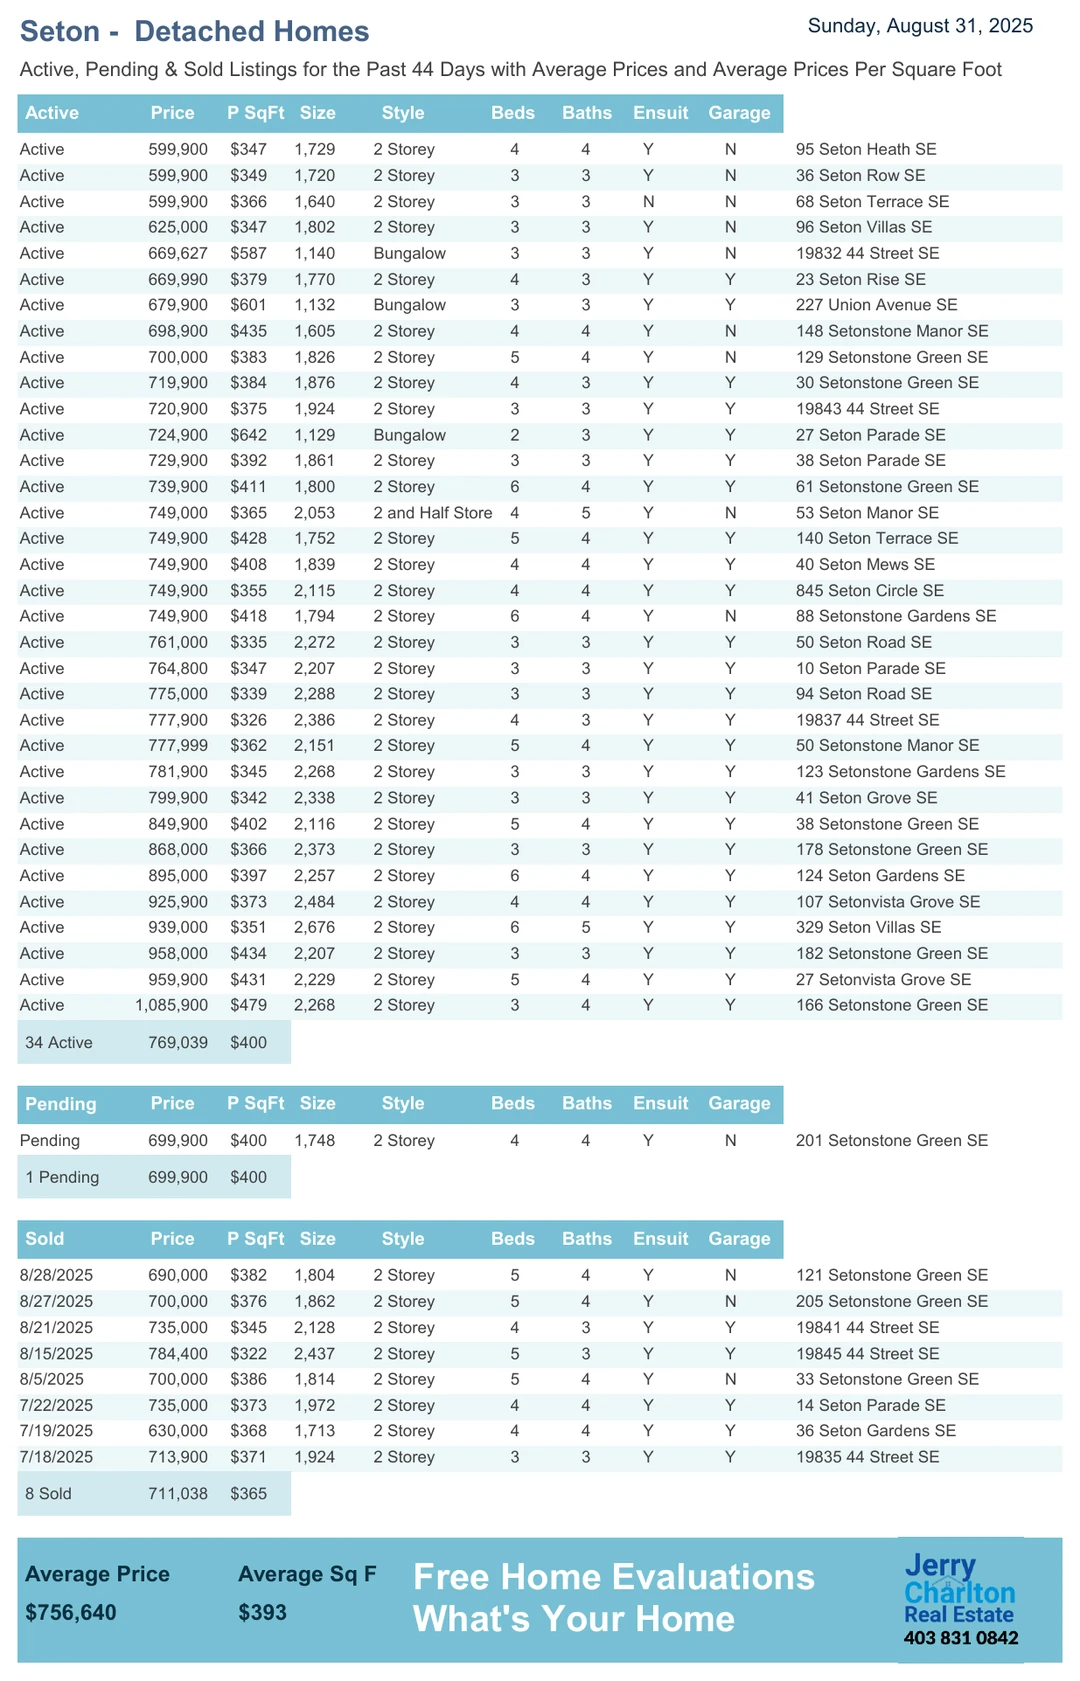 Seton -  Detached Homes
Sunday, August 31, 2025
Active, Pending & Sold Listings for the Past 44 Days with Average Prices and Average Prices Per Square Foot
Active Price P SqFt Size Style Beds Baths Ensuit Garage
Active 599,900 $347 1,729 2 Storey 4 4 Y N 95 Seton Heath SE
Active 599,900 $349 1,720 2 Storey 3 3 Y N 36 Seton Row SE
Active 599,900 $366 1,640 2 Storey 3 3 N N 68 Seton Terrace SE
Active 625,000 $347 1,802 2 Storey 3 3 Y N 96 Seton Villas SE
Active 669,627 $587 1,140 Bungalow 3 3 Y N 19832 44 Street SE
Active 669,990 $379 1,770 2 Storey 4 3 Y Y 23 Seton Rise SE
Active 679,900 $601 1,132 Bungalow 3 3 Y Y 227 Union Avenue SE
Active 698,900 $435 1,605 2 Storey 4 4 Y N 148 Setonstone Manor SE
Active 700,000 $383 1,826 2 Storey 5 4 Y N 129 Setonstone Green SE
Active 719,900 $384 1,876 2 Storey 4 3 Y Y 30 Setonstone Green SE
Active 720,900 $375 1,924 2 Storey 3 3 Y Y 19843 44 Street SE
Active 724,900 $642 1,129 Bungalow 2 3 Y Y 27 Seton Parade SE
Active 729,900 $392 1,861 2 Storey 3 3 Y Y 38 Seton Parade SE
Active 739,900 $411 1,800 2 Storey 6 4 Y Y 61 Setonstone Green SE
Active 749,000 $365 2,053 2 and Half Store 4 5 Y N 53 Seton Manor SE
Active 749,900 $428 1,752 2 Storey 5 4 Y Y 140 Seton Terrace SE
Active 749,900 $408 1,839 2 Storey 4 4 Y Y 40 Seton Mews SE
Active 749,900 $355 2,115 2 Storey 4 4 Y Y 845 Seton Circle SE
Active 749,900 $418 1,794 2 Storey 6 4 Y N 88 Setonstone Gardens SE
Active 761,000 $335 2,272 2 Storey 3 3 Y Y 50 Seton Road SE
Active 764,800 $347 2,207 2 Storey 3 3 Y Y 10 Seton Parade SE
Active 775,000 $339 2,288 2 Storey 3 3 Y Y 94 Seton Road SE
Active 777,900 $326 2,386 2 Storey 4 3 Y Y 19837 44 Street SE
Active 777,999 $362 2,151 2 Storey 5 4 Y Y 50 Setonstone Manor SE
Active 781,900 $345 2,268 2 Storey 3 3 Y Y 123 Setonstone Gardens SE
Active 799,900 $342 2,338 2 Storey 3 3 Y Y 41 Seton Grove SE
Active 849,900 $402 2,116 2 Storey 5 4 Y Y 38 Setonstone Green SE
Active 868,000 $366 2,373 2 Storey 3 3 Y Y 178 Setonstone Green SE
Active 895,000 $397 2,257 2 Storey 6 4 Y Y 124 Seton Gardens SE
Active 925,900 $373 2,484 2 Storey 4 4 Y Y 107 Setonvista Grove SE
Active 939,000 $351 2,676 2 Storey 6 5 Y Y 329 Seton Villas SE
Active 958,000 $434 2,207 2 Storey 3 3 Y Y 182 Setonstone Green SE
Active 959,900 $431 2,229 2 Storey 5 4 Y Y 27 Setonvista Grove SE
Active 1,085,900 $479 2,268 2 Storey 3 4 Y Y 166 Setonstone Green SE
34 Active 769,039 $400
Pending Price P SqFt Size Style Beds Baths Ensuit Garage
Pending 699,900 $400 1,748 2 Storey 4 4 Y N 201 Setonstone Green SE
1 Pending 699,900 $400
Sold Price P SqFt Size Style Beds Baths Ensuit Garage
8/28/2025 690,000 $382 1,804 2 Storey 5 4 Y N 121 Setonstone Green SE
8/27/2025 700,000 $376 1,862 2 Storey 5 4 Y N 205 Setonstone Green SE
8/21/2025 735,000 $345 2,128 2 Storey 4 3 Y Y 19841 44 Street SE
8/15/2025 784,400 $322 2,437 2 Storey 5 3 Y Y 19845 44 Street SE
8/5/2025 700,000 $386 1,814 2 Storey 5 4 Y N 33 Setonstone Green SE
7/22/2025 735,000 $373 1,972 2 Storey 4 4 Y Y 14 Seton Parade SE
7/19/2025 630,000 $368 1,713 2 Storey 4 4 Y Y 36 Seton Gardens SE
7/18/2025 713,900 $371 1,924 2 Storey 3 3 Y Y 19835 44 Street SE
8 Sold 711,038 $365
Average Price Average Sq F
$756,640 $393
Free Home Evaluations
What's Your Home
Jerry
Charlton
Real Estate
403 831 0842